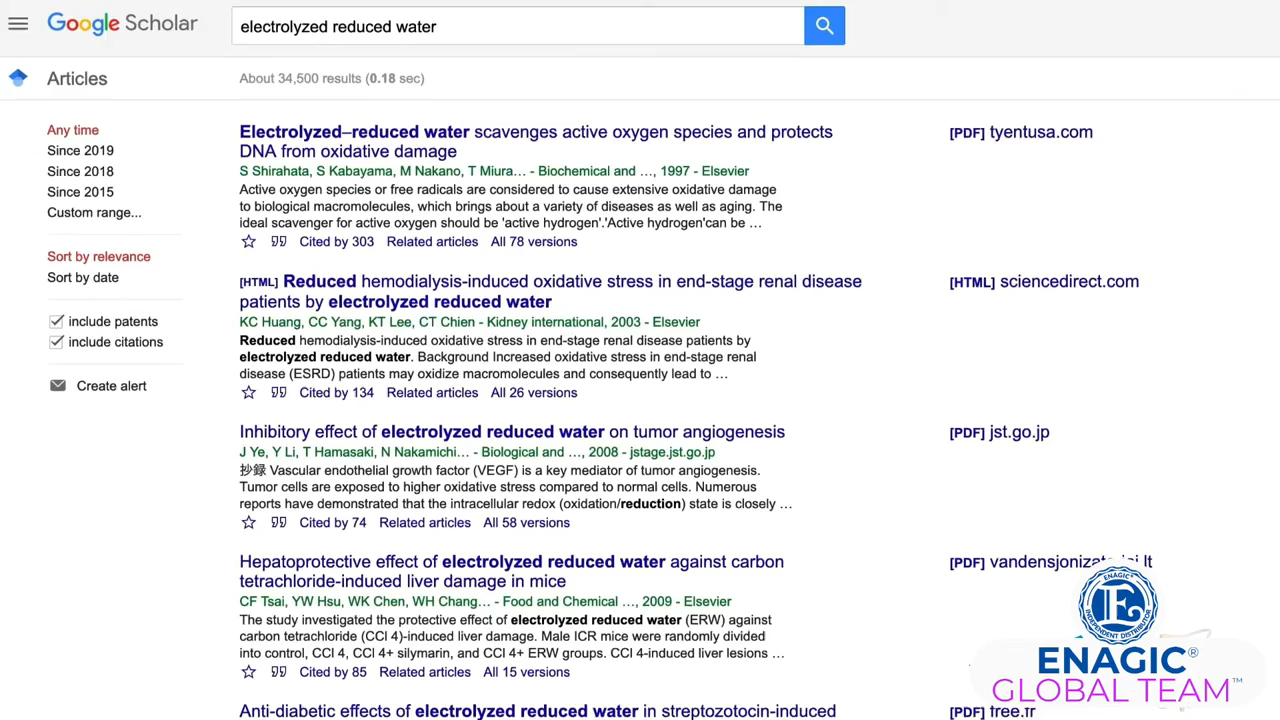 Google Scholar
electrolyzed reduced water
Articles
About 34,500 results (0.18 sec)
Any time
Since 2019
Since 2018
Since 2015
Custom range...
Sort by relevance
Sort by date
include patents
include citations
Create alert
Electrolyzed–reduced water scavenges active oxygen species and protects
DNA from oxidative damage
S Shirahata, S Kabayama, M Nakano, T Miura… - Biochemical and …, 1997 - Elsevier
Active oxygen species or free radicals are considered to cause extensive oxidative damage
to biological macromolecules, which brings about a variety of diseases as well as aging. The
ideal scavenger for active oxygen should be 'active hydrogen'.'Active hydrogen'can be …
Cited by 303 Related articles All 78 versions
[PDF] tyentusa.com
[HTML] Reduced hemodialysis-induced oxidative stress in end-stage renal disease
patients by electrolyzed reduced water
KC Huang, CC Yang, KT Lee, CT Chien - Kidney international, 2003 - Elsevier
Reduced hemodialysis-induced oxidative stress in end-stage renal disease patients by
electrolyzed reduced water. Background Increased oxidative stress in end-stage renal
disease (ESRD) patients may oxidize macromolecules and consequently lead to …
Cited by 134 Related articles All 26 versions
[HTML] sciencedirect.com
Inhibitory effect of electrolyzed reduced water on tumor angiogenesis
J Ye, Y Li, T Hamasaki, N Nakamichi… - Biological and …, 2008 - jstage.jst.go.jp
抄録 Vascular endothelial growth factor (VEGF) is a key mediator of tumor angiogenesis.
Tumor cells are exposed to higher oxidative stress compared to normal cells. Numerous
reports have demonstrated that the intracellular redox (oxidation/reduction) state is closely …
Cited by 74 Related articles All 58 versions
[PDF] jst.go.jp
Hepatoprotective effect of electrolyzed reduced water against carbon
tetrachloride-induced liver damage in mice
CF Tsai, YW Hsu, WK Chen, WH Chang… - Food and Chemical …, 2009 - Elsevier
The study investigated the protective effect of electrolyzed reduced water (ERW) against
carbon tetrachloride (CCl 4)-induced liver damage. Male ICR mice were randomly divided
into control, CCl 4, CCl 4+ silymarin, and CCl 4+ ERW groups. CCl 4-induced liver lesions …
Cited by 85 Related articles All 15 versions
[PDF]
Anti-diabetic effects of electrolyzed reduced water in streptozotocin-induced
[PDF] free.fr
E
INDEPENDENT DISTRIBUTOR
ENAGIC®
GLOBAL TEAM™